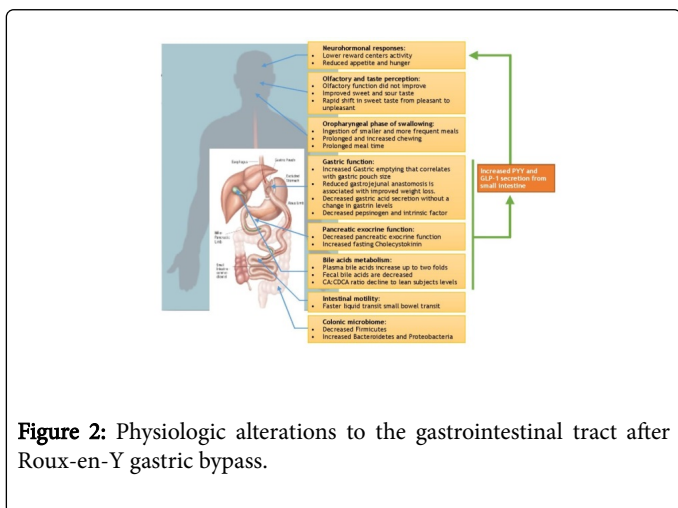 Neurohormonal responses:
• Lower reward centers activity
• Reduced appetite and hunger
Olfactory and taste perception:
• Olfactory function did not improve
• Improved sweet and sour taste
• Rapid shift in sweet taste from pleasant to
unpleasant
Oropharyngeal phase of swallowing:
• Ingestion of smaller and more frequent meals
• Prolonged and increased chewing
• Prolonged meal time
Gastric function:
• Increased Gastric emptying that correlates
with gastric pouch size
• Reduced gastrojejunal anastomosis is
associated with improved weight loss.
• Decreased gastric acid secretion without a
change in gastrin levels
• Decreased pepsinogen and intrinsic factor
Pancreatic exocrine function:
• Decreased pancreatic exocrine function
• Increased fasting Cholecystokinin
Bile acids metabolism:
• Plasma bile acids increase up to two folds
• Fecal bile acids are decreased
• CA:CDCA ratio decline to lean subjects levels
Intestinal motility:
• Faster liquid transit small bowel transit
Colonic microbiome:
• Decreased Firmicutes
• Increased Bacteroidetes and Proteobacteria
Increased PYY and
GLP-1 secretion from
small intestine
Figure 2: Physiologic alterations to the gastrointestinal tract after
Roux-en-Y gastric bypass.